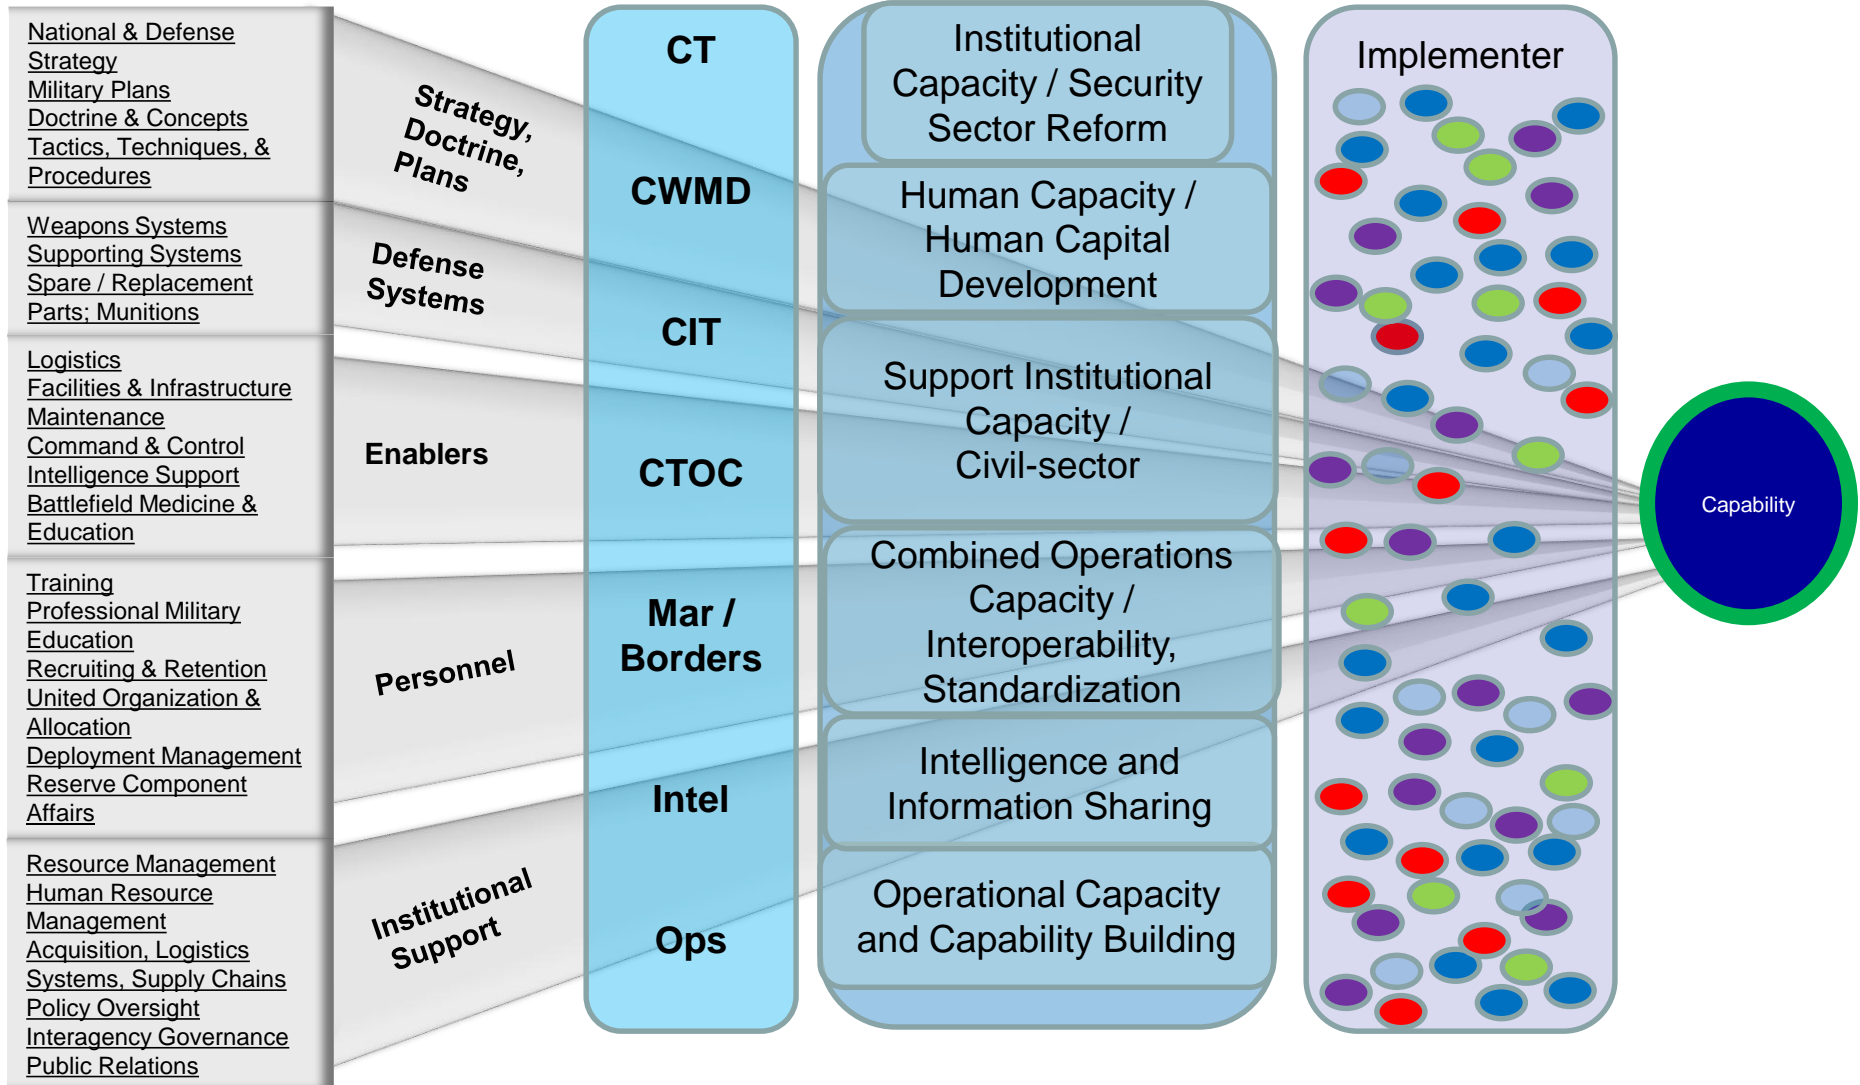 National & Defense
Strategy
Military Plans
Doctrine & Concepts
Tactics, Techniques, &
Procedures
Weapons Systems
Supporting Systems
Spare / Replacement
Parts; Munitions
Logistics
Facilities & Infrastructure
Maintenance
Command & Control
Intelligence Support
Battlefield Medicine &
Education
Training
Professional Military
Education
Recruiting & Retention
United Organization &
Allocation
Deployment Management
Reserve Component
Affairs
Resource Management
Human Resource
Management
Acquisition, Logistics
Systems, Supply Chains
Policy Oversight
Interagency Governance
Public Relations
Strategy,
Doctrine,
Plans
Defense
Systems
Enablers
Personnel
Institutional
Support
CT
CWMD
CIT
CTOC
Mar /
Borders
Intel
Ops
Institutional
Capacity / Security
Sector Reform
Human Capacity /
Human Capital
Development
Support Institutional
Capacity /
Civil-sector
Combined Operations
Capacity /
Interoperability,
Standardization
Intelligence and
Information Sharing
Operational Capacity
and Capability Building
Implementer
Capability